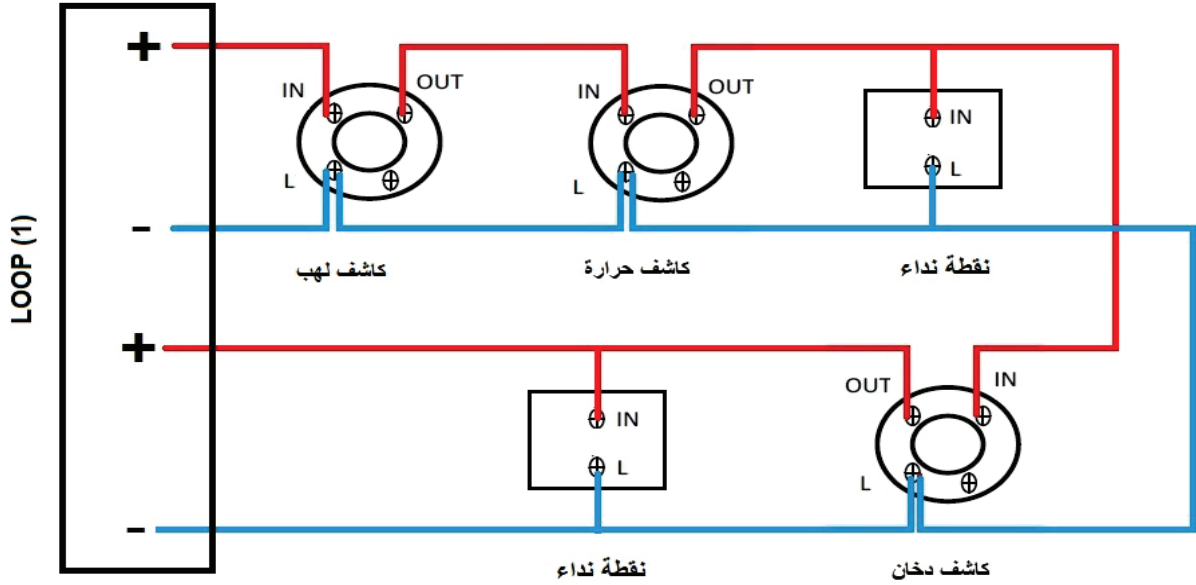 LOOP (1)
+
IN
OUT
L
IN
OUT
L
IN
L
-
كاشف لهب
كاشف حرارة
نقطة نداء
+
IN
L
OUT
IN
L
-
نقطة نداء
كاشف دخان